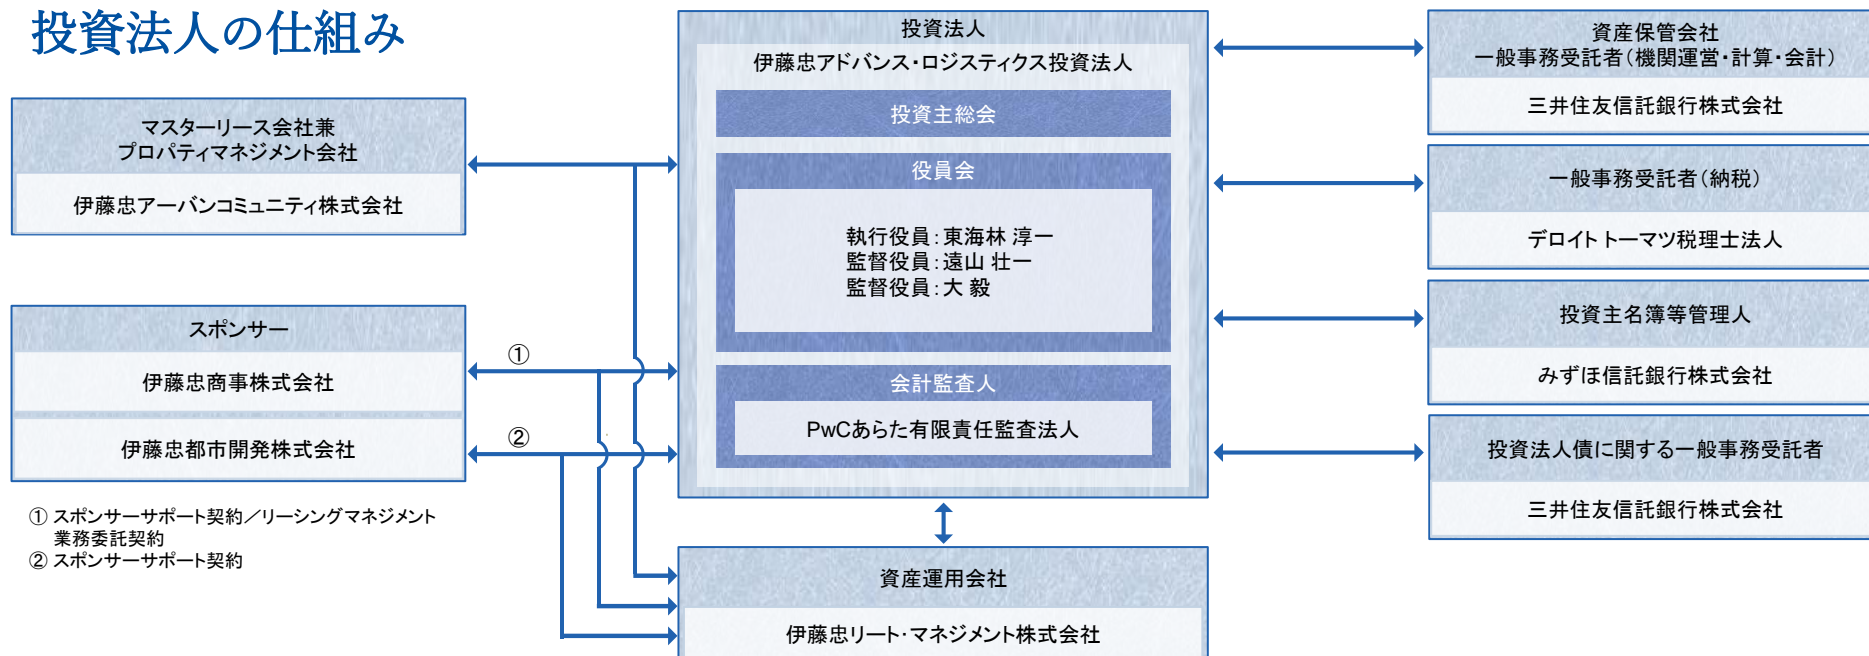 投資法人の仕組み
マスターリース会社兼
プロパティマネジメント会社
伊藤忠アーバンコミュニティ株式会社
スポンサー
伊藤忠商事株式会社
伊藤忠都市開発株式会社
①
②
① スポンサーサポート契約／リーシングマネジメント
業務委託契約
② スポンサーサポート契約
投資法人
伊藤忠アドバンス・ロジスティクス投資法人
投資主総会
役員会
執行役員：東海林 淳一
監督役員：遠山 壮一
監督役員：大 毅
会計監査人
PwCあらた有限責任監査法人
資産運用会社
伊藤忠リート・マネジメント株式会社
資産保管会社
一般事務受託者（機関運営・計算・会計）
三井住友信託銀行株式会社
一般事務受託者（納税）
デロイト トーマツ税理士法人
投資主名簿等管理人
みずほ信託銀行株式会社
投資法人債に関する一般事務受託者
三井住友信託銀行株式会社